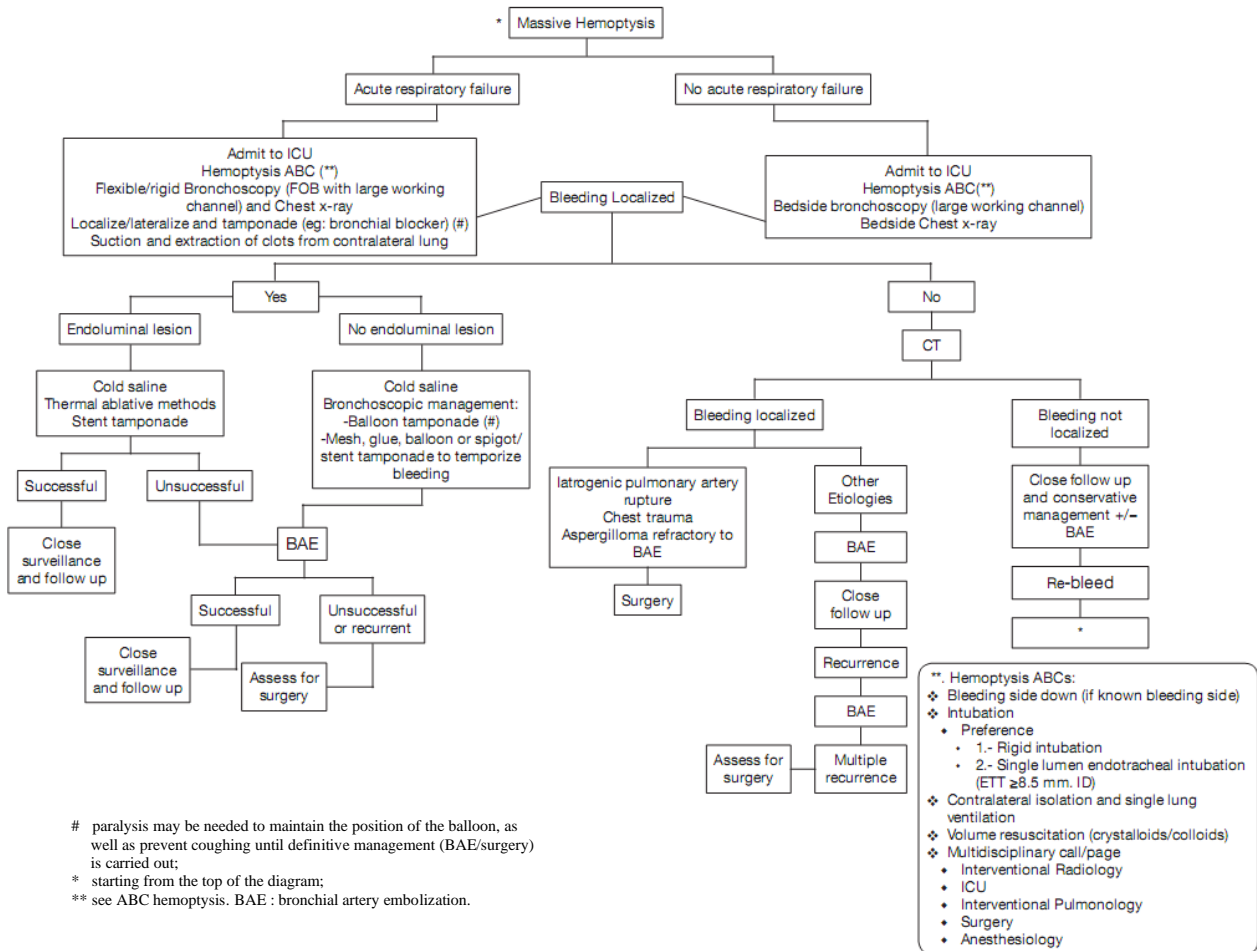 * Massive Hemoptysis
Acute respiratory failure
No acute respiratory failure
Admit to ICU
Hemoptysis ABC (**)
Flexible/rigid Bronchoscopy (FOB with large working
channel) and Chest x-ray
Localize/lateralize and tamponade (eg: bronchial blocker) (#)
Suction and extraction of clots from contralateral lung
Bleeding Localized
Admit to ICU
Hemoptysis ABC(**)
Bedside bronchoscopy (large working channel)
Bedside Chest x-ray
Yes
No
Endoluminal lesion
No endoluminal lesion
CT
Cold saline
Thermal ablative methods
Stent tamponade
Cold saline
Bronchoscopic management:
-Balloon tamponade (#)
-Mesh, glue, balloon or spigot/
stent tamponade to temporize
bleeding
Bleeding localized
Bleeding not
localized
Successful
Unsuccessful
Iatrogenic pulmonary artery
rupture
Chest trauma
Aspergilloma refractory to
BAE
Other
Etiologies
Close follow up
and conservative
management +/−
BAE
Close
surveillance
and follow up
BAE
BAE
Surgery
Re-bleed
Successful
Unsuccessful
or recurrent
Close
follow up
*
Close
surveillance
and follow up
Assess for
surgery
Recurrence
BAE
Assess for
surgery
Multiple
recurrence
**. Hemoptysis ABCs:
❖ Bleeding side down (if known bleeding side)
❖ Intubation
◆ Preference
• 1.- Rigid intubation
• 2.- Single lumen endotracheal intubation
(ETT ≥8.5 mm. ID)
❖ Contralateral isolation and single lung
ventilation
❖ Volume resuscitation (crystalloids/colloids)
❖ Multidisciplinary call/page
◆ Interventional Radiology
◆ ICU
◆ Interventional Pulmonology
◆ Surgery
◆ Anesthesiology
# paralysis may be needed to maintain the position of the balloon, as
well as prevent coughing until definitive management (BAE/surgery)
is carried out;
* starting from the top of the diagram;
** see ABC hemoptysis. BAE : bronchial artery embolization.